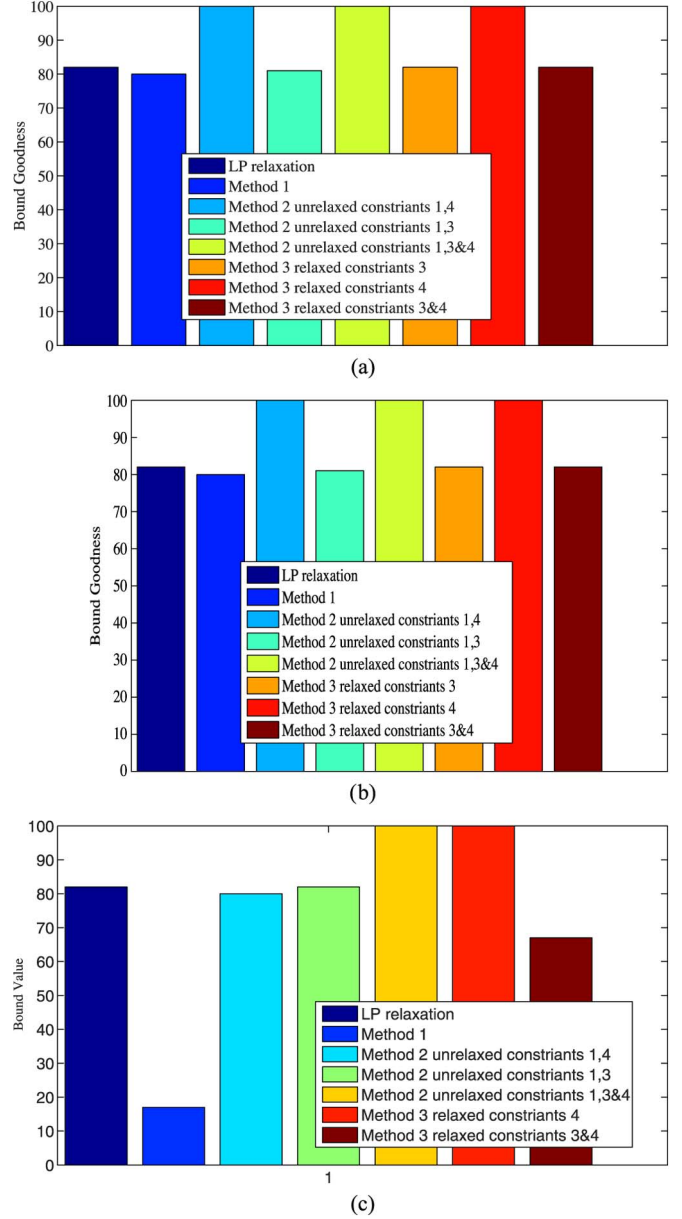 100
90
80
70
60
50
40
30
20
10
0
Bound Goodness
LP relaxation
Method 1
Method 2 unrelaxed constriants 1,4
Method 2 unrelaxed constriants 1,3
Method 2 unrelaxed constriants 1,3&4
Method 3 relaxed constriants 3
Method 3 relaxed constriants 4
Method 3 relaxed constriants 3&4
(a)
100
90
80
70
60
50
40
30
20
10
0
Bound Goodness
LP relaxation
Method 1
Method 2 unrelaxed constriants 1,4
Method 2 unrelaxed constriants 1,3
Method 2 unrelaxed constriants 1,3&4
Method 3 relaxed constriants 3
Method 3 relaxed constriants 4
Method 3 relaxed constriants 3&4
(b)
100
90
80
70
60
50
40
30
20
10
0
Bound Value
LP relaxation
Method 1
Method 2 unrelaxed constriants 1,4
Method 2 unrelaxed constriants 1,3
Method 2 unrelaxed constriants 1,3&4
Method 3 relaxed constriants 4
Method 3 relaxed constriants 3&4
1
(c)